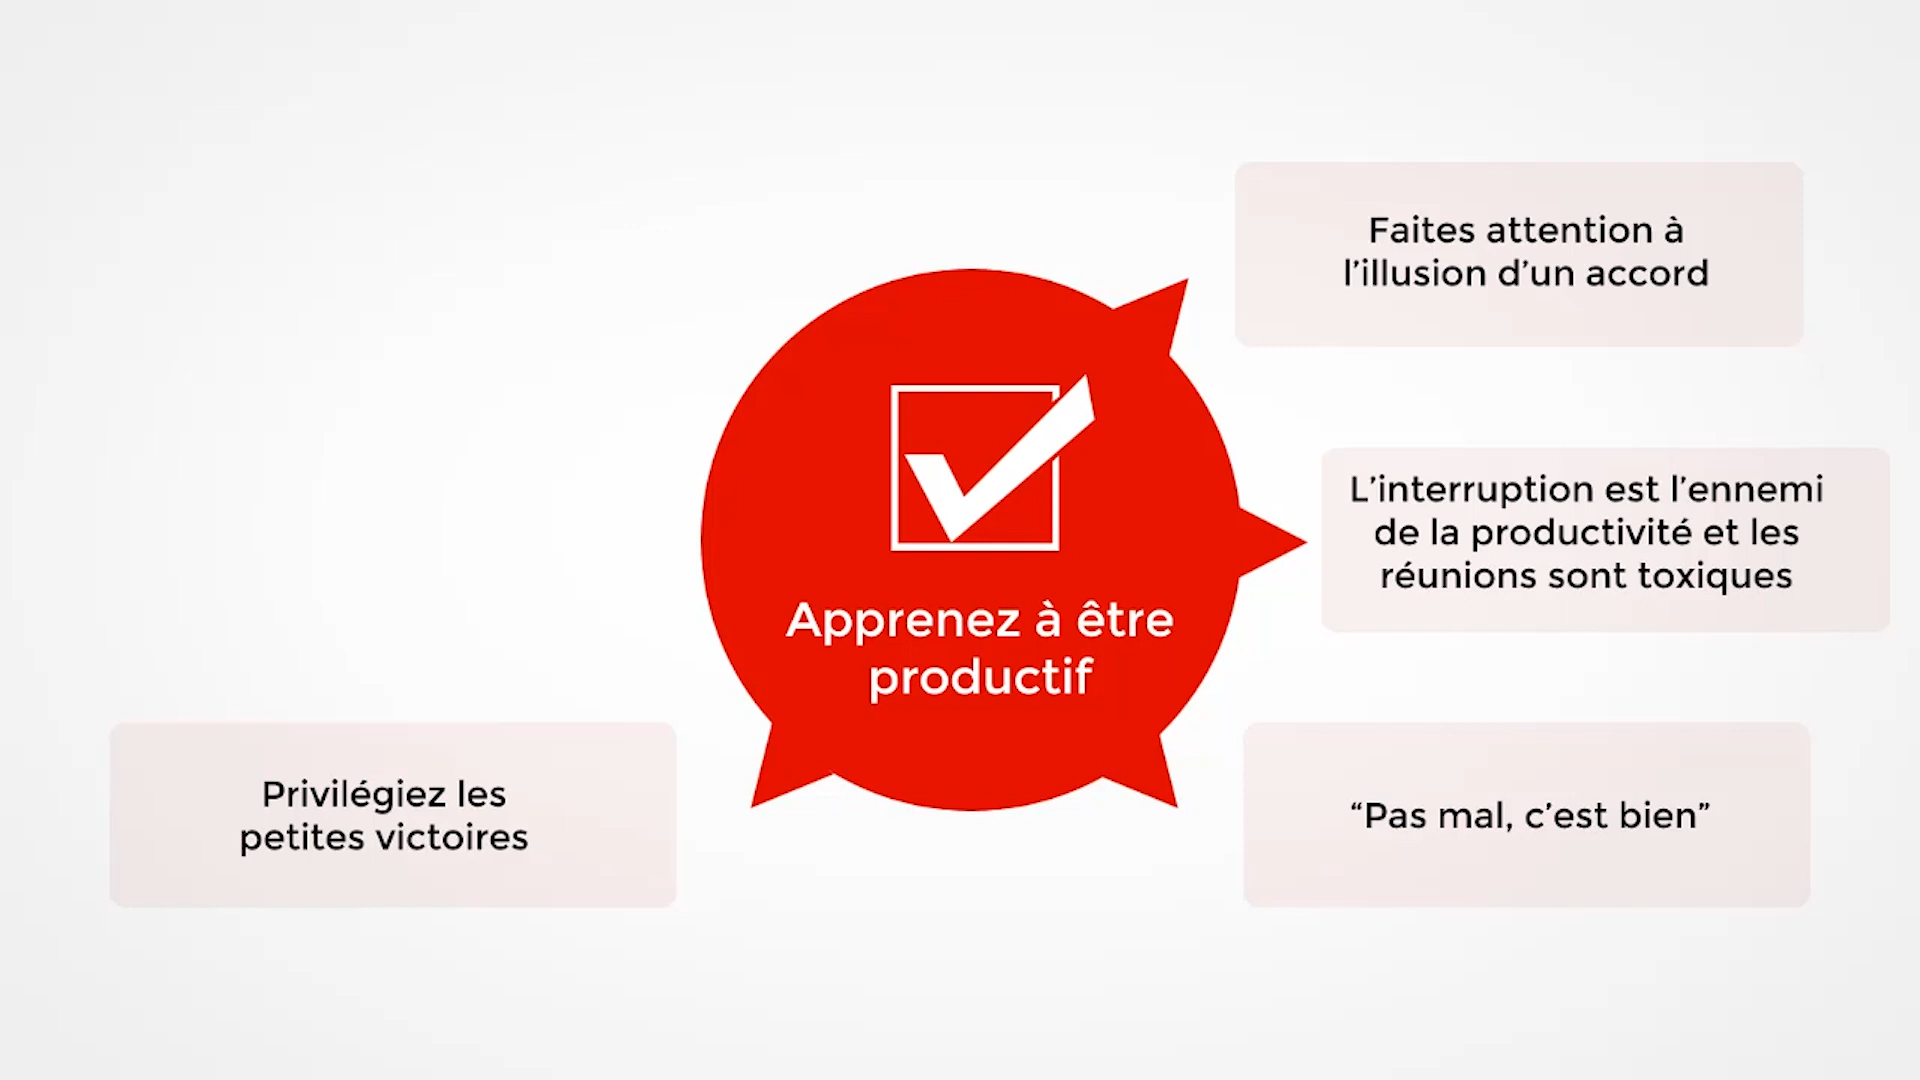 Faites attention à
l’illusion d’un accord
L’interruption est l’ennemi
de la productivité et les
réunions sont toxiques
Apprenez à être
productif
Privilégiez les
petites victoires
“Pas mal, c’est bien”